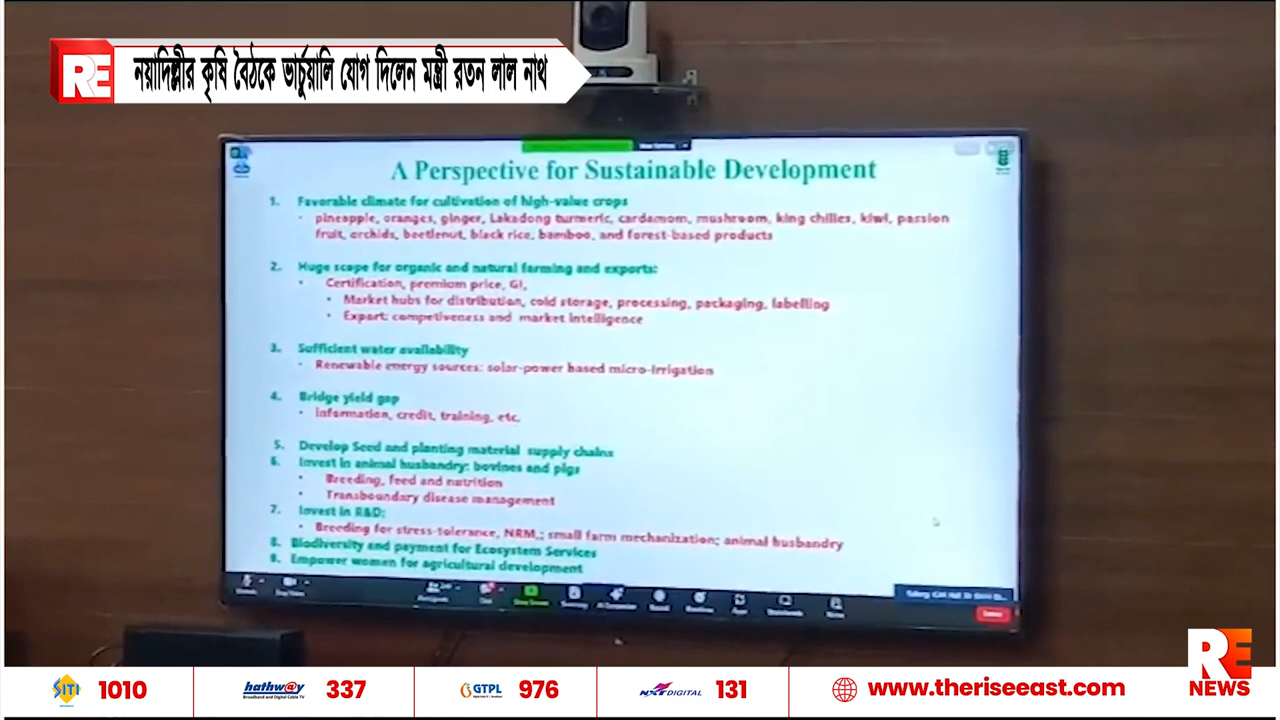 RE
নয়াদিল্লীর কৃষি বৈঠকে ভার্চুয়ালি যোগ দিলেন মন্ত্রী রতন লাল নাথ
A Perspective for Sustainable Development
1. Favorable climate for cultivation of high-value crops
• pineapple, oranges, ginger, Lakadong turmeric, cardamom, mushroom, king chilles, kiwi, passion
fruit, orchids, beetlenut, black rice, bamboo, and forest-based products
2. Huge scope for organic and natural farming and exports:
• Certification, premium price, GI,
• Market hubs for distribution, cold storage, processing, packaging, labelling
• Export: competiveness and market intelligence
3. Sufficient water availability
• Renewable energy sources: solar-power based micro-irrigation
4. Bridge yield gap
• Information, credit, training, etc.
5. Develop Seed and planting material supply chains
6. Invest in animal husbandry: bovines and pigs
• Breeding, feed and nutrition
• Transboundary disease management
7. Invest in R&D:
• Breeding for stress-tolerance, NRM,; small farm mechanization; animal husbandry
8. Biodiversity and payment for Ecosystem Services
9. Empower women for agricultural development
RE
NEWS
SITI 1010
hathw@y 337
Broadband and Digital Cable TV
GTPL 976
NXT DIGITAL 131
www.theriseeast.com